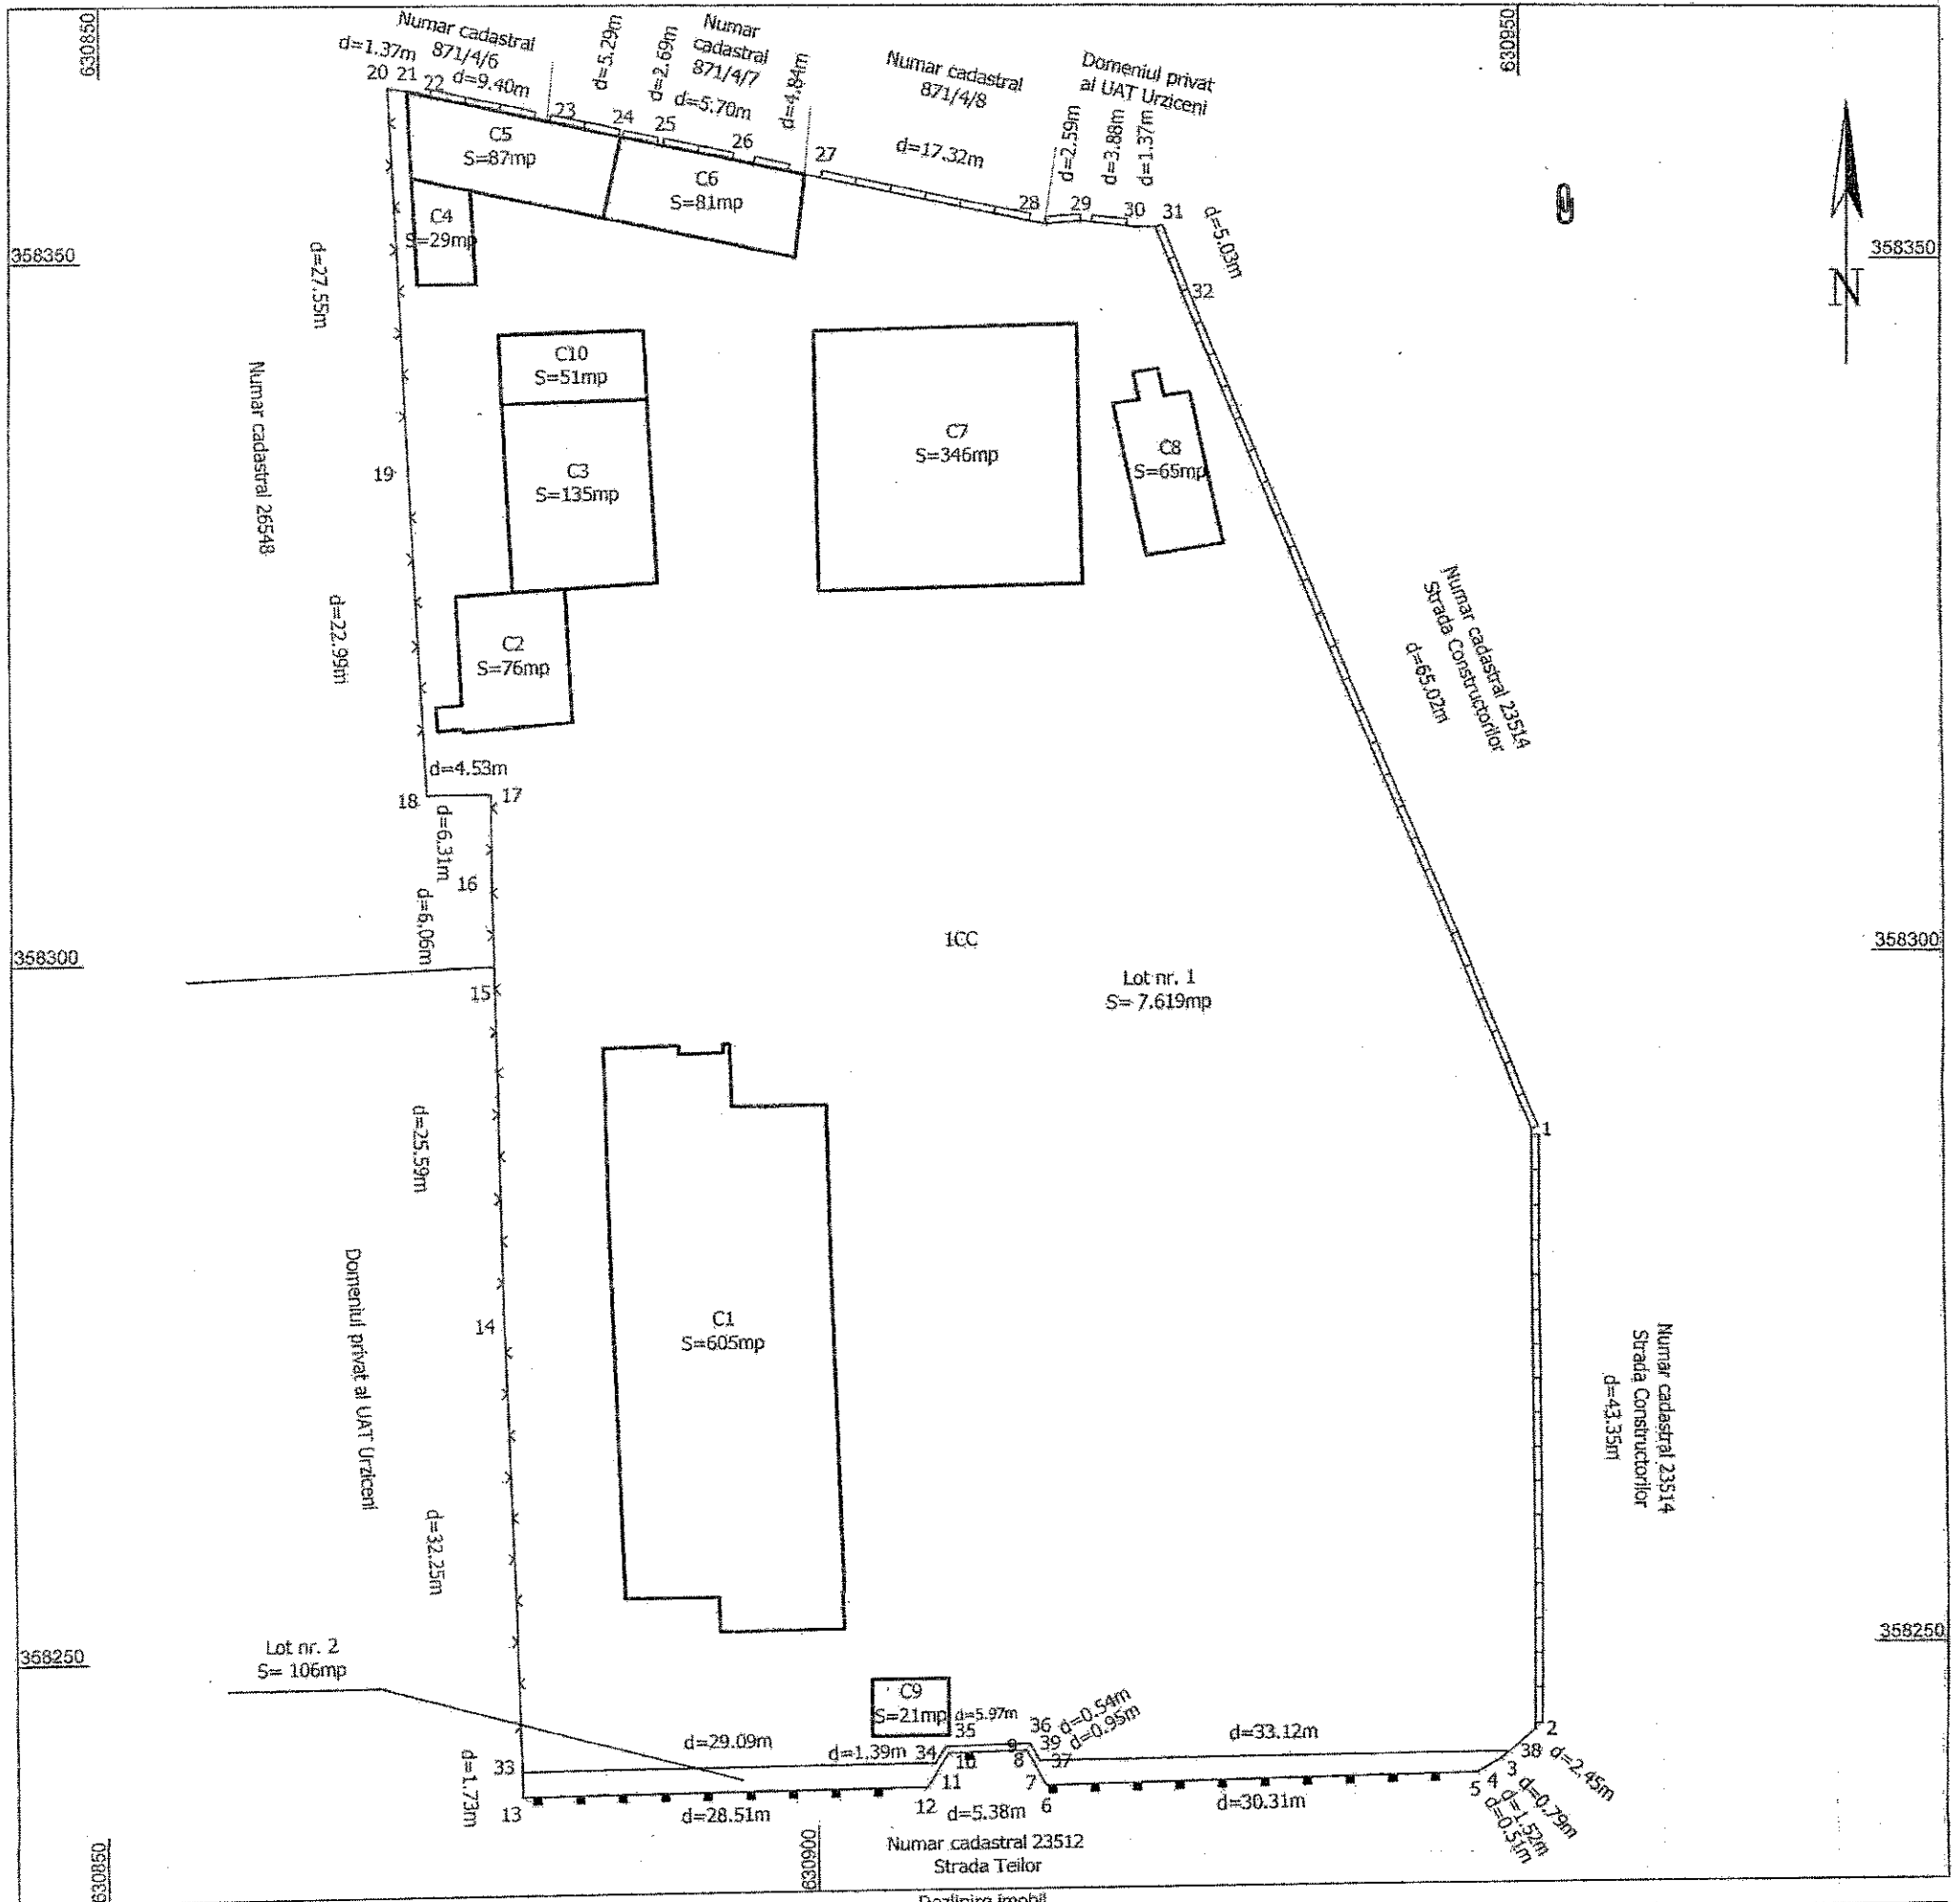 630850
630950
Numar cadastral
871/4/6
d=1.37m
d=9.40m
d=5.29m
d=2.69m
Numar
cadastral
871/4/7
d=5.70m
d=4.84m
Numar cadastral
871/4/8
d=17.32m
Domeniul privat
al UAT Urziceni
d=2.59m
d=3.88m
d=1.37m
20
21
22
23
24
25
26
27
28
29
30
31
d=5.03m
32
C5
S=87mp
C6
S=81mp
C4
S=29mp
358350
358350
N
d=27.55m
Numar cadastral 26548
19
C10
S=51mp
C3
S=135mp
C7
S=346mp
C8
S=65mp
d=22.99m
C2
S=76mp
Numar cadastral 23514
Strada Constructorilor
d=65.02m
d=4.53m
18
17
d=6.31m
16
d=6.06m
1CC
358300
358300
Lot nr. 1
S= 7.619mp
15
1
d=25.59m
Domeniul privat al UAT Urziceni
14
C1
S=605mp
Numar cadastral 23514
Strada Constructorilor
d=43.35m
d=32.25m
358250
358250
Lot nr. 2
S= 106mp
C9
S=21mp
d=5.97m
35
36
d=0.54m
39
d=0.95m
9
8
37
d=33.12m
2
38
d=2.45m
d=29.09m
d=1.39m
34
10
11
33
d=1.73m
13
d=28.51m
12
d=5.38m
7
6
d=30.31m
3
4
5
d=0.79m
d=1.52m
d=0.51m
630850
630900
Numar cadastral 23512
Strada Teilor
Dezlipire imobil